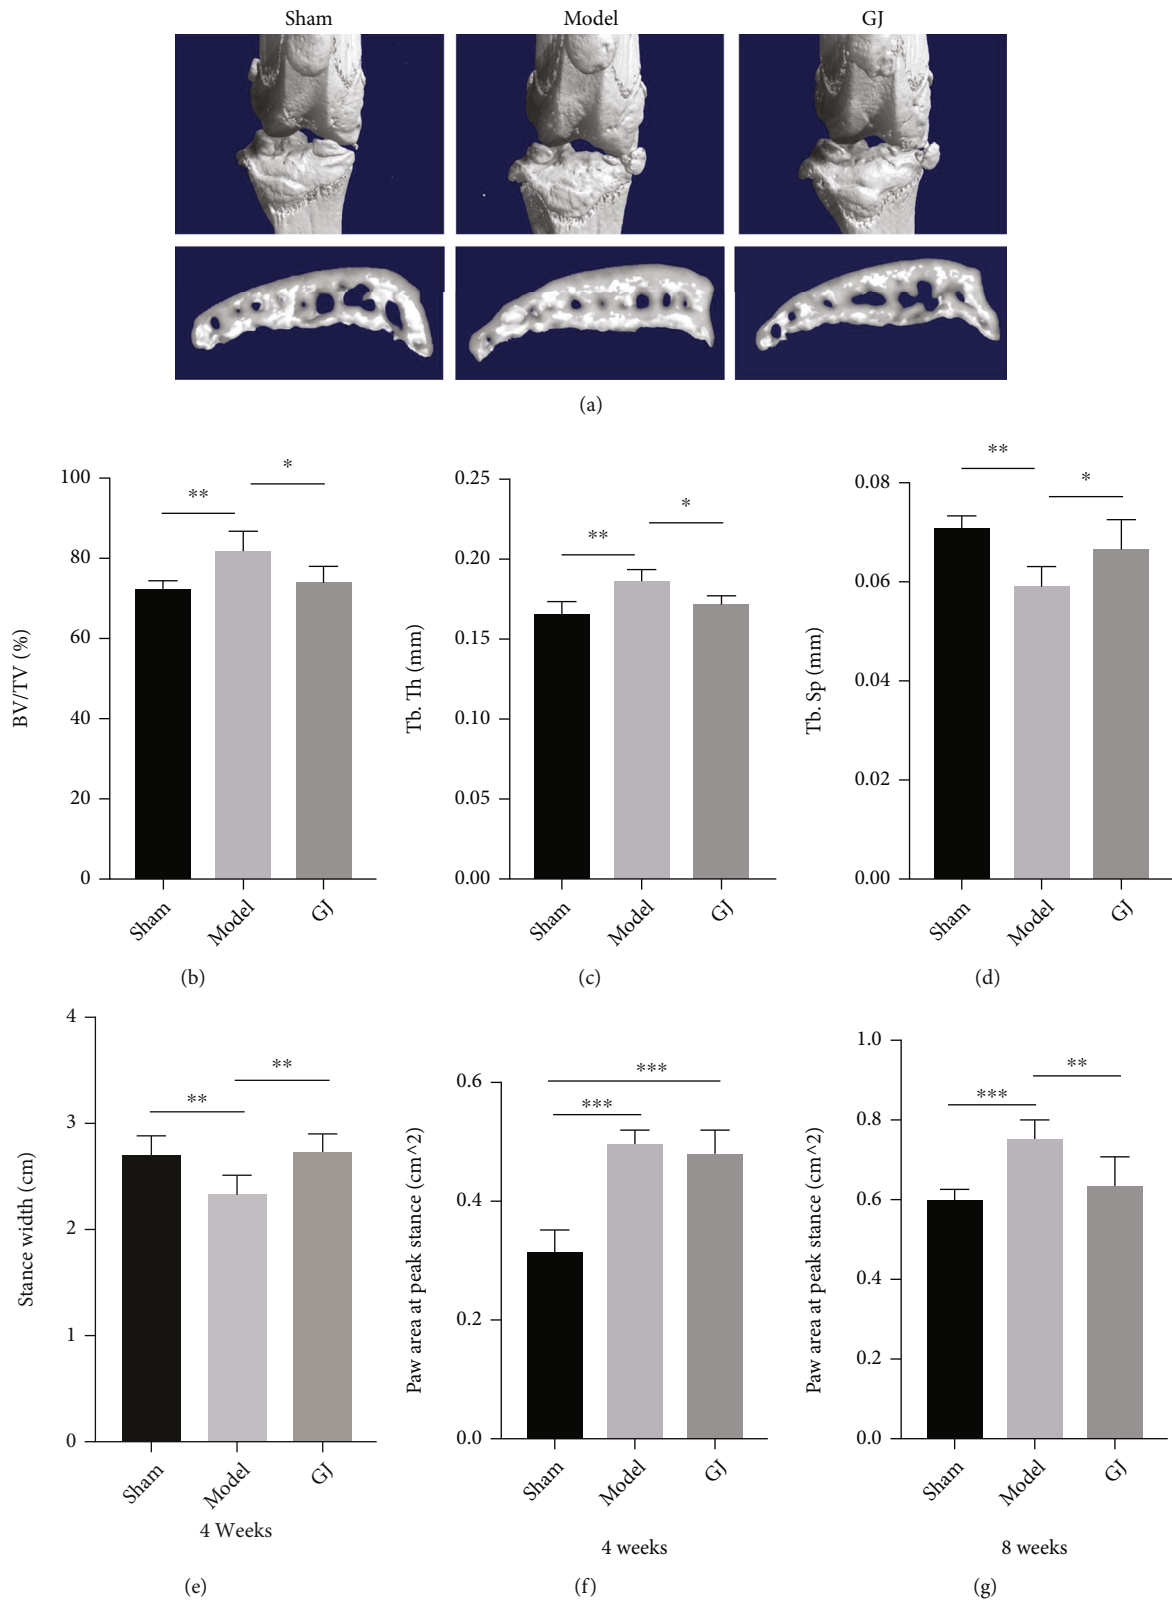 Sham Model GJ
(a)
BV/TV (%)
100
80
60
40
20
0
**
*
Sham
Model
GJ
(b)
Tb. Th (mm)
0.25
0.20
0.15
0.10
0.05
0.00
**
*
Sham
Model
GJ
(c)
Tb. Sp (mm)
0.08
0.06
0.04
0.02
0.00
**
*
Sham
Model
GJ
(d)
Stance width (cm)
4
3
2
1
0
**
**
Sham
Model
GJ
4 Weeks
(e)
Paw area at peak stance (cm^2)
0.6
0.4
0.2
0.0
***
***
Sham
Model
GJ
4 weeks
(f)
Paw area at peak stance (cm^2)
1.0
0.8
0.6
0.4
0.2
0.0
***
**
Sham
Model
GJ
8 weeks
(g)